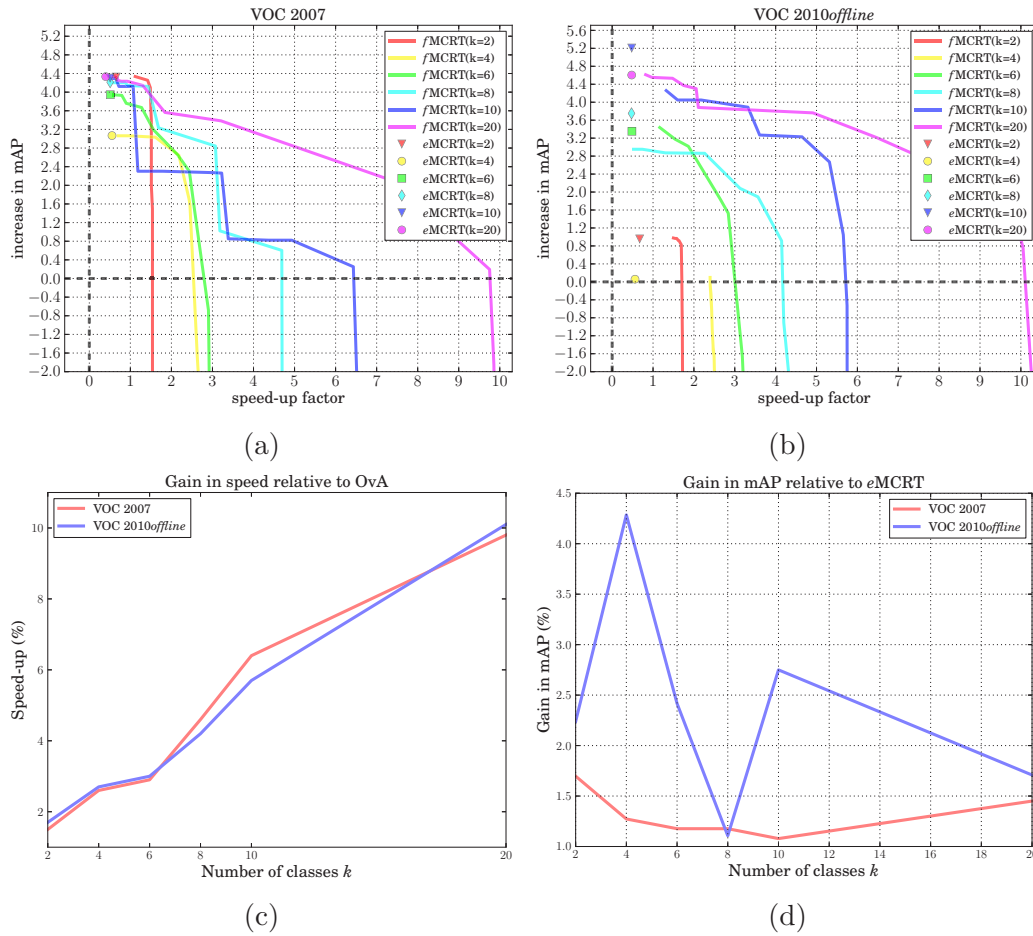 VOC 2007
increase in mAP
5.2
4.8
4.4
4.0
3.6
3.2
2.8
2.4
2.0
1.6
1.2
0.8
0.4
0.0
−0.4
−0.8
−1.2
−1.6
−2.0
0 1 2 3 4 5 6 7 8 9 10
speed-up factor
fMCRT(k=2)
fMCRT(k=4)
fMCRT(k=6)
fMCRT(k=8)
fMCRT(k=10)
fMCRT(k=20)
eMCRT(k=2)
eMCRT(k=4)
eMCRT(k=6)
eMCRT(k=8)
eMCRT(k=10)
eMCRT(k=20)
(a)
VOC 2010offline
increase in mAP
5.6
5.2
4.8
4.4
4.0
3.6
3.2
2.8
2.4
2.0
1.6
1.2
0.8
0.4
0.0
−0.4
−0.8
−1.2
−1.6
−2.0
0 1 2 3 4 5 6 7 8 9 10
speed-up factor
fMCRT(k=2)
fMCRT(k=4)
fMCRT(k=6)
fMCRT(k=8)
fMCRT(k=10)
fMCRT(k=20)
eMCRT(k=2)
eMCRT(k=4)
eMCRT(k=6)
eMCRT(k=8)
eMCRT(k=10)
eMCRT(k=20)
(b)
Gain in speed relative to OvA
VOC 2007
VOC 2010offline
Speed-up (%)
10
8
6
4
2
2 4 6 8 10 20
Number of classes k
(c)
Gain in mAP relative to eMCRT
VOC 2007
VOC 2010offline
Gain in mAP (%)
4.5
4.0
3.5
3.0
2.5
2.0
1.5
1.0
2 4 6 8 10 12 14 16 18 20
Number of classes k
(d)